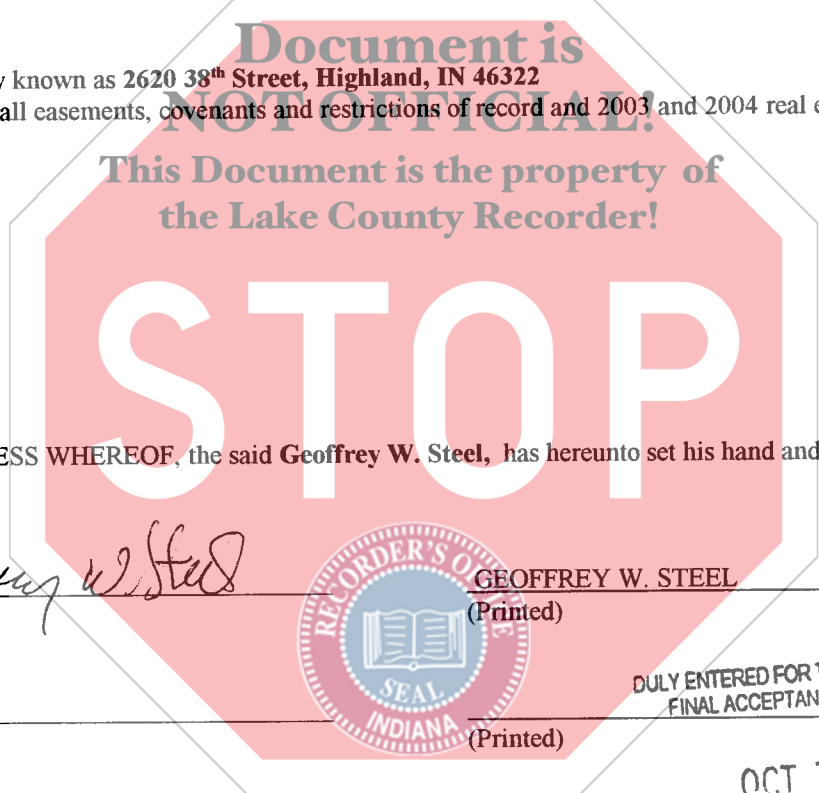 Document is
y known as 2620 38th Street, Highland, IN 46322
all easements, covenants and restrictions of record and 2003 and 2004 real e
NOT OFFICIAL!
This Document is the property of
the Lake County Recorder!
STOP
ESS WHEREOF, the said Geoffrey W. Steel, has hereunto set his hand and
W. Steel
GEOFFREY W. STEEL
(Printed)
RECORDER'S OFFICE
SEAL
INDIANA
DULY ENTERED FOR T
FINAL ACCEPTAN
(Printed)
OCT